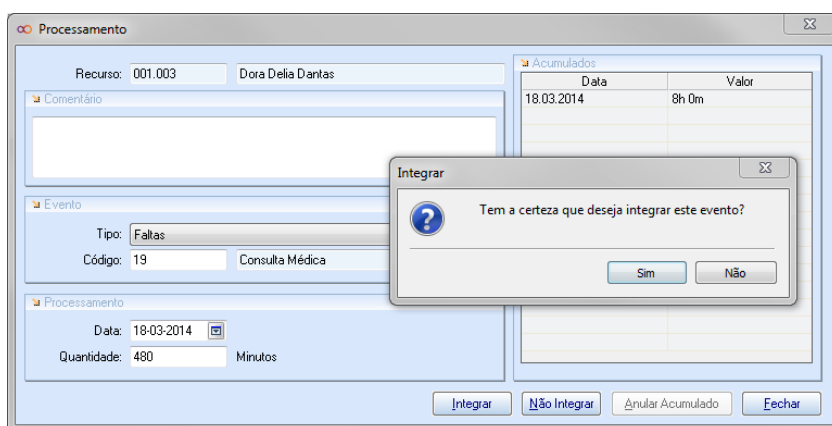 Processamento
Recurso: 001.003 Dora Delia Dantas
Comentário
Evento
Tipo: Faltas
Código: 19 Consulta Médica
Processamento
Data: 18-03-2014
Quantidade: 480 Minutos
Acumulados
Data Valor
18.03.2014 8h 0m
Integrar
Tem a certeza que deseja integrar este evento?
Sim Não
Integrar Não Integrar Anular Acumulado Fechar